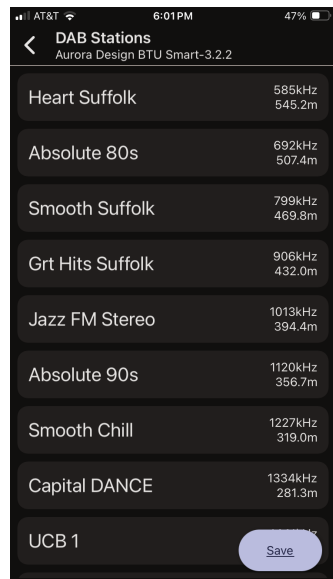 AT&T 6:01PM 47%
DAB Stations
Aurora Design BTU Smart-3.2.2
Heart Suffolk 585kHz
545.2m
Absolute 80s 692kHz
507.4m
Smooth Suffolk 799kHz
469.8m
Grt Hits Suffolk 906kHz
432.0m
Jazz FM Stereo 1013kHz
394.4m
Absolute 90s 1120kHz
356.7m
Smooth Chill 1227kHz
319.0m
Capital DANCE 1334kHz
281.3m
UCB 1
Save